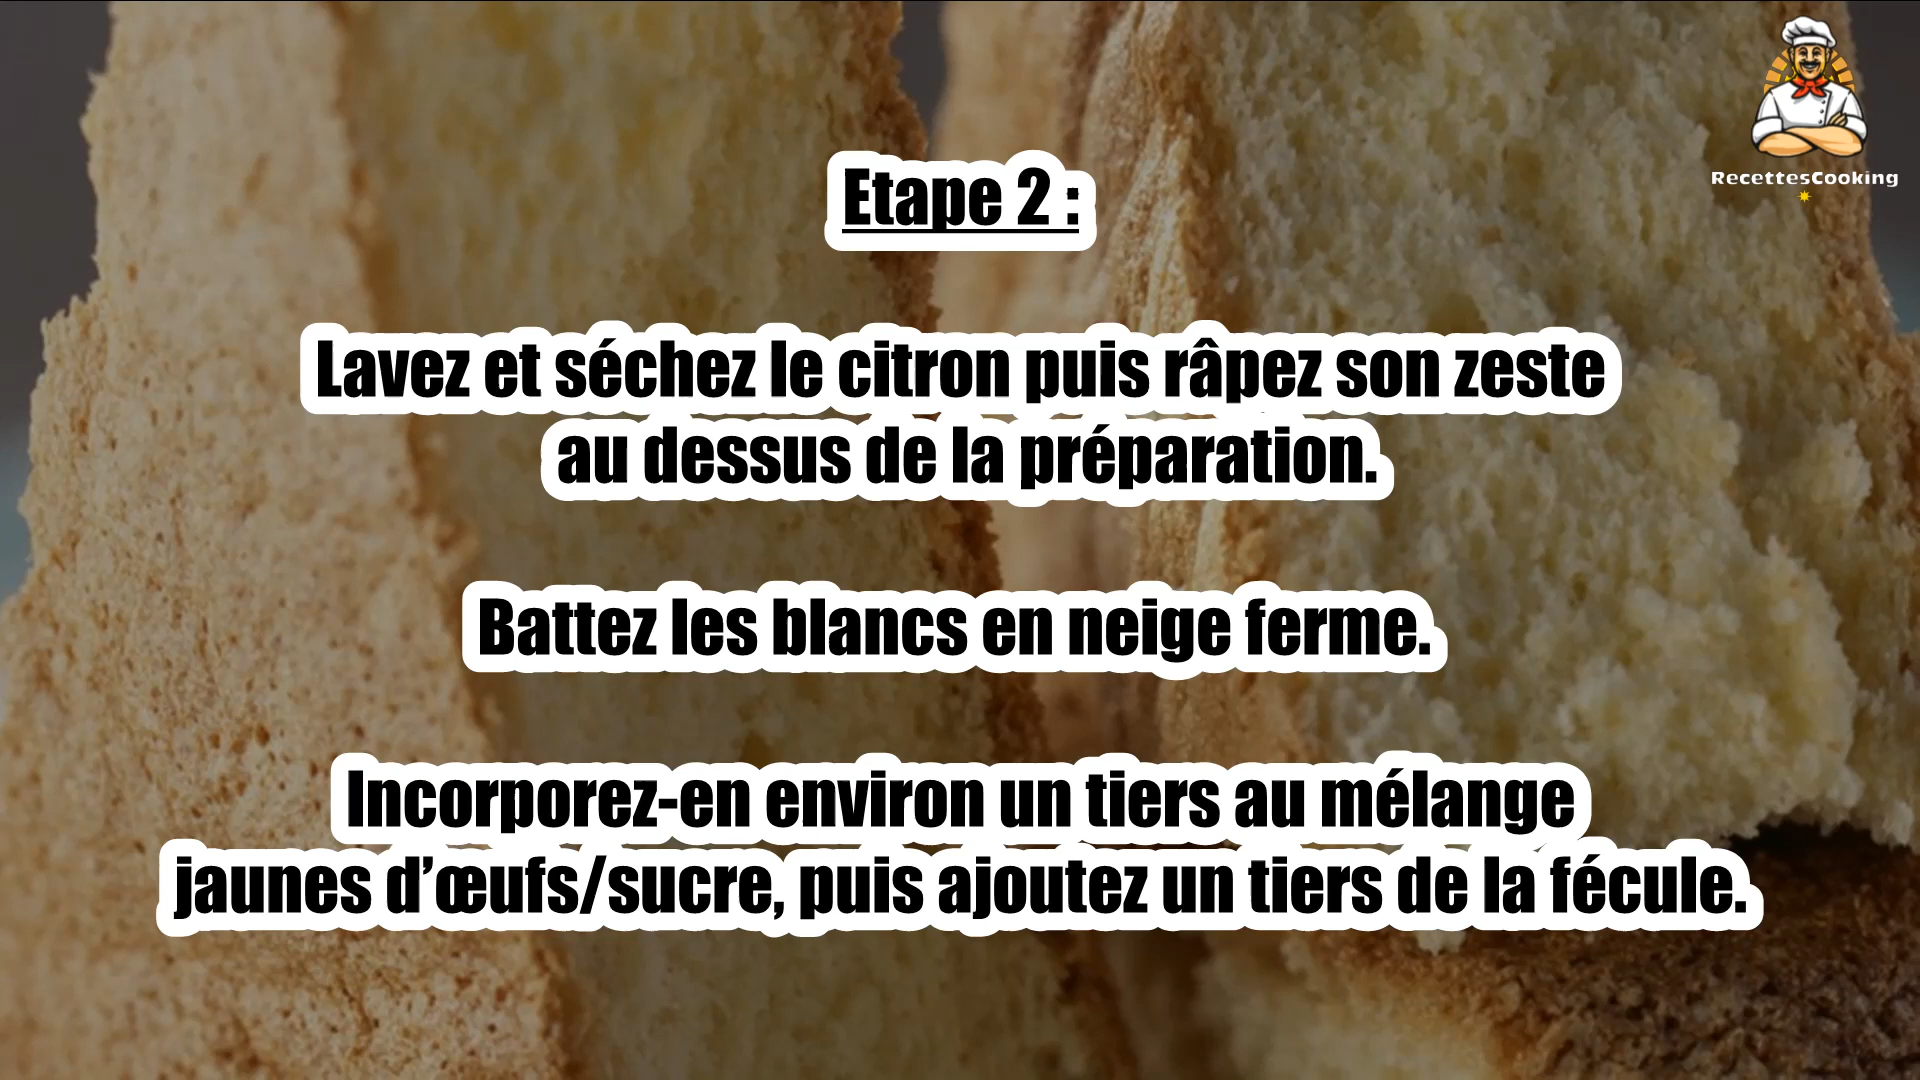 RecettesCooking
Etape 2 :
Lavez et séchez le citron puis râpez son zeste
au dessus de la préparation.
Battez les blancs en neige ferme.
Incorporez-en environ un tiers au mélange
jaunes d’œufs/sucre, puis ajoutez un tiers de la fécule.